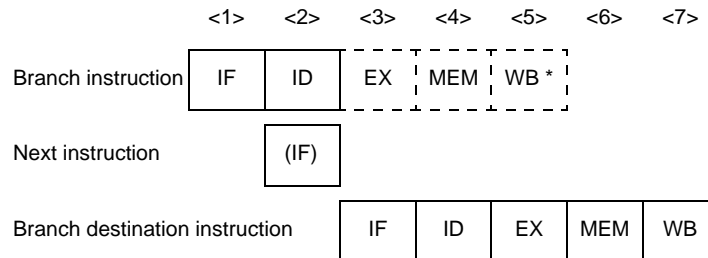 <1> <2> <3> <4> <5> <6> <7>
Branch instruction IF ID EX MEM WB *
Next instruction (IF)
Branch destination instruction IF ID EX MEM WB